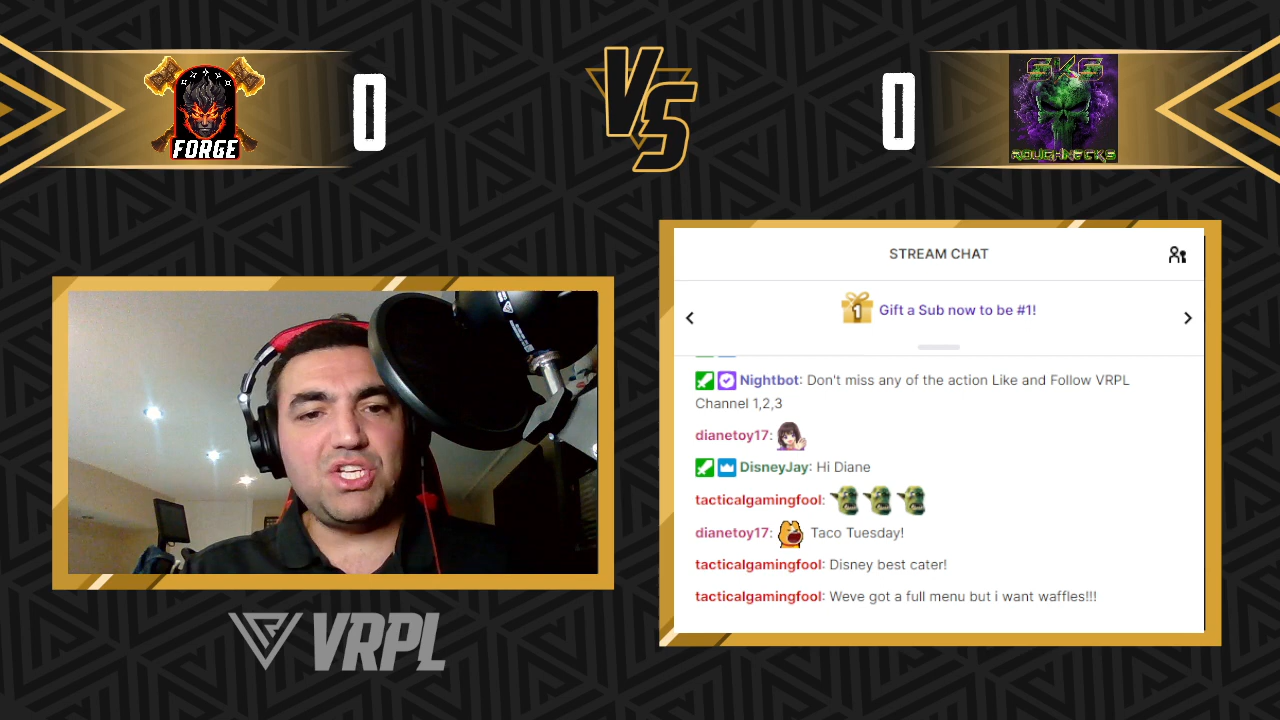 FORGE
0
VS
0
GKG
ROUGHNECKS
STREAM CHAT
1 Gift a Sub now to be #1!
Nightbot: Don't miss any of the action Like and Follow VRPL
Channel 1,2,3
dianetoy17:
DisneyJay: Hi Diane
tacticalgamingfool:
dianetoy17: Taco Tuesday!
tacticalgamingfool: Disney best cater!
tacticalgamingfool: Weve got a full menu but i want waffles!!!
VRPL